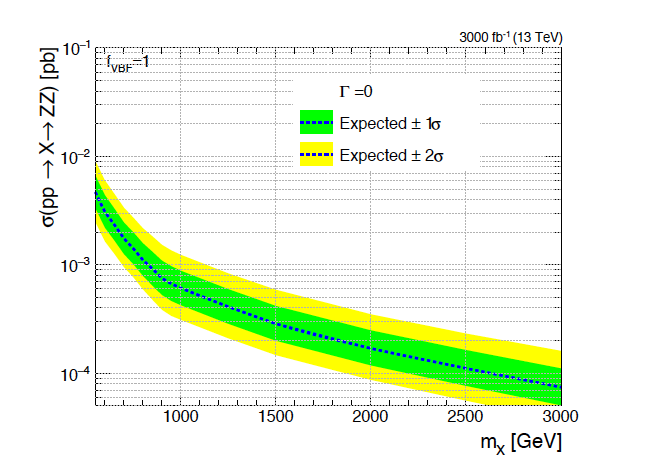 3000 fb⁻¹ (13 TeV)
σ(pp → X → ZZ) [pb]
f_VBF=1
Γ =0
Expected ± 1σ
Expected ± 2σ
10⁻¹
10⁻²
10⁻³
10⁻⁴
1000 1500 2000 2500 3000
m_X [GeV]